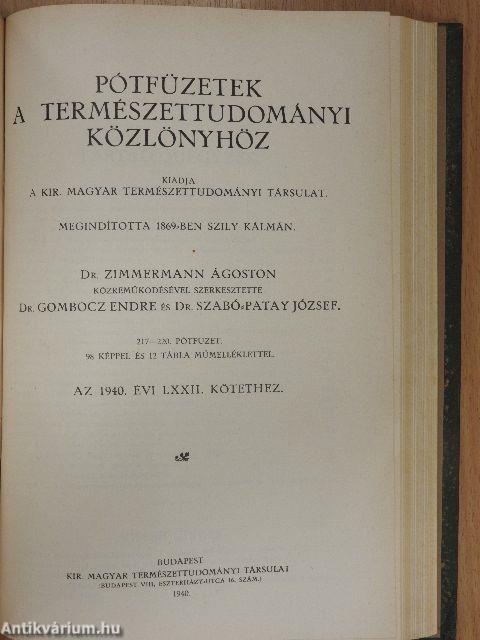 PÓTFÜZETEK
A TERMÉSZETTUDOMÁNYI
KÖZLÖNYHÖZ
KIADJA
A KIR. MAGYAR TERMÉSZETTUDOMÁNYI TÁRSULAT.
MEGINDÍTOTTA 1869-BEN SZILY KÁLMÁN.
DR. ZIMMERMANN ÁGOSTON
KÖZREMŰKÖDÉSÉVEL SZERKESZTETTE
DR. GOMBOCZ ENDRE ÉS DR. SZABÓ-PATAY JÓZSEF.
217—220. PÓTFÜZET.
98 KÉPPEL ÉS 12 TÁBLA MŰMELLÉKLETTEL.
AZ 1940. ÉVI LXXII. KÖTETHEZ.
BUDAPEST
KIR. MAGYAR TERMÉSZETTUDOMÁNYI TÁRSULAT
(BUDAPEST VIII, ESZTERHÁZY-UTCA 16. SZÁM.)
1940.
Antikvárium.hu